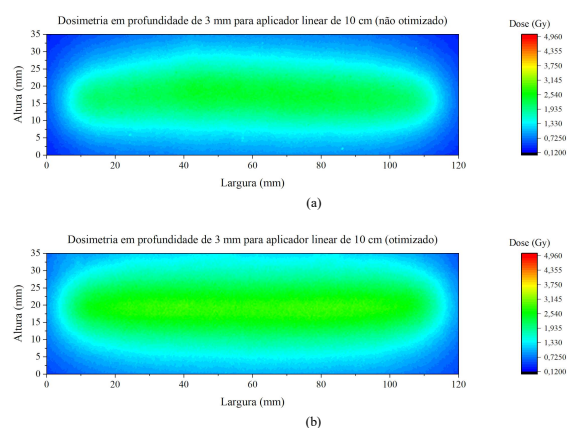 Dosimetria em profundidade de 3 mm para aplicador linear de 10 cm (não otimizado)
Dose (Gy)
35
30
25
20
15
10
5
0
Altura (mm)
0 20 40 60 80 100 120
Largura (mm)
4,960
4,355
3,750
3,145
2,540
1,935
1,330
0,7250
0,1200
(a)
Dosimetria em profundidade de 3 mm para aplicador linear de 10 cm (otimizado)
Dose (Gy)
35
30
25
20
15
10
5
0
Altura (mm)
0 20 40 60 80 100 120
Largura (mm)
4,960
4,355
3,750
3,145
2,540
1,935
1,330
0,7250
0,1200
(b)